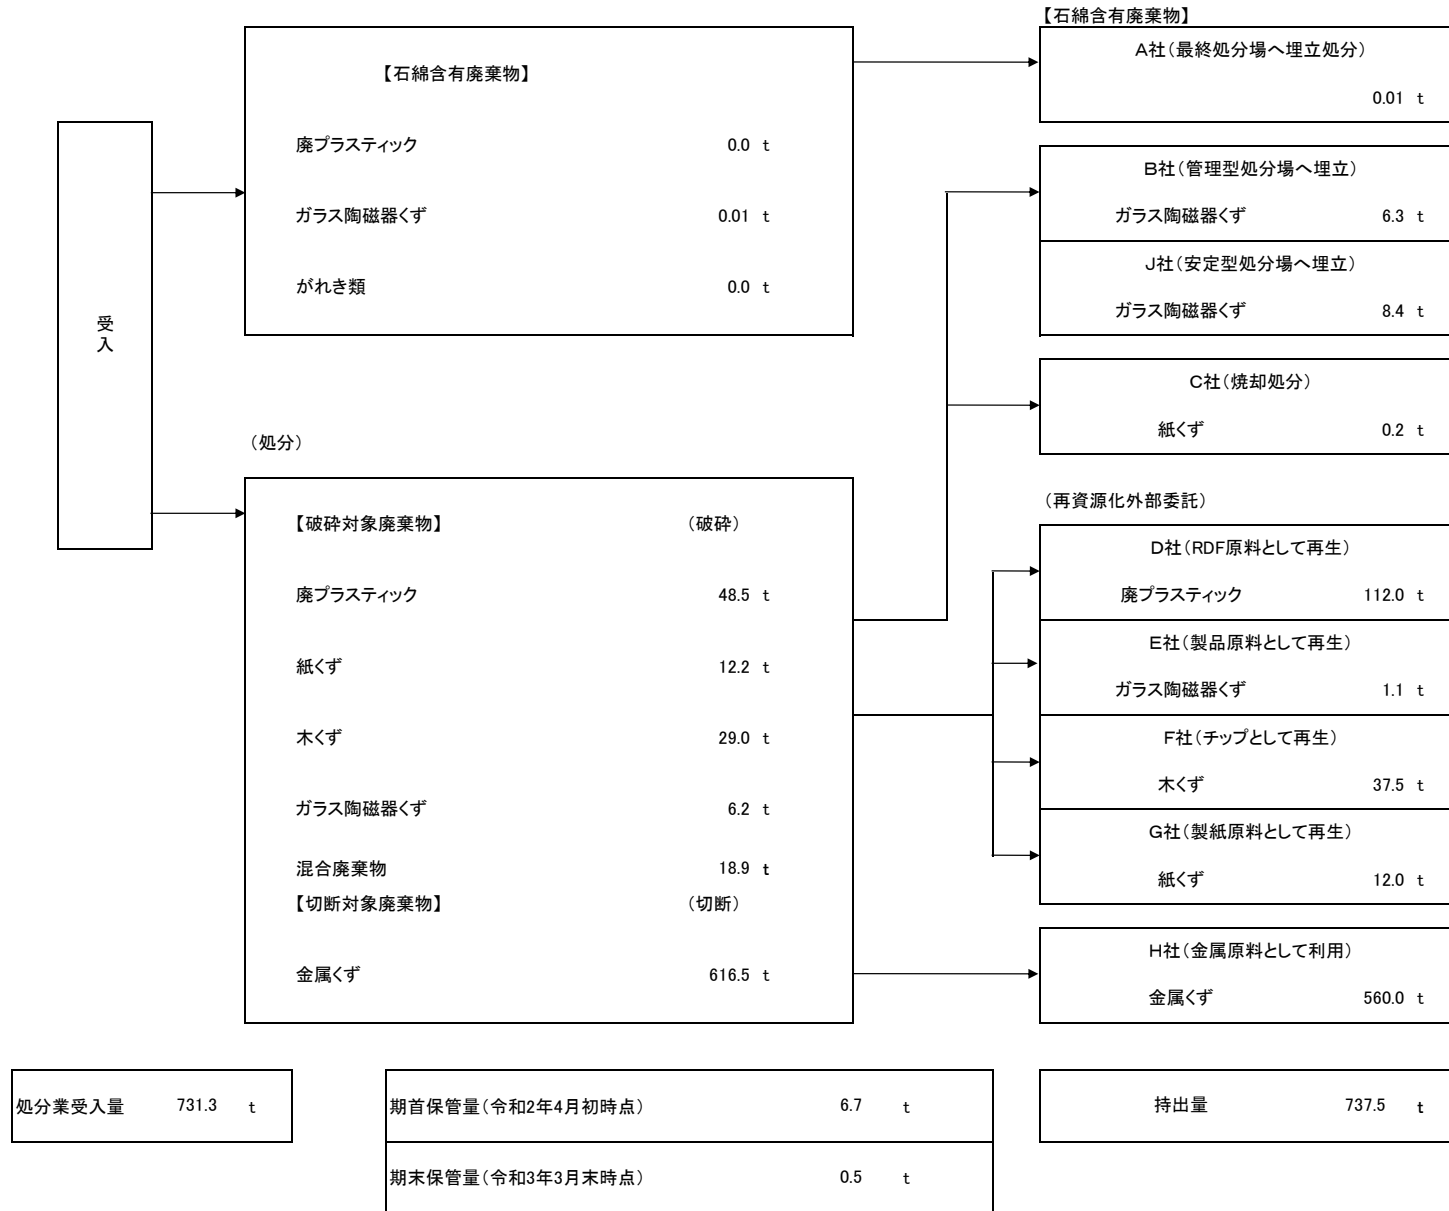 【石綿含有廃棄物】
A社（最終処分場へ埋立処分）
0.01 t
【石綿含有廃棄物】
廃プラスティック 0.0 t
ガラス陶磁器くず 0.01 t
がれき類 0.0 t
受入
B社（管理型処分場へ埋立）
ガラス陶磁器くず 6.3 t
J社（安定型処分場へ埋立）
ガラス陶磁器くず 8.4 t
C社（焼却処分）
紙くず 0.2 t
（処分）
【破砕対象廃棄物】 （破砕）
廃プラスティック 48.5 t
紙くず 12.2 t
木くず 29.0 t
ガラス陶磁器くず 6.2 t
混合廃棄物 18.9 t
【切断対象廃棄物】 （切断）
金属くず 616.5 t
（再資源化外部委託）
D社（RDF原料として再生）
廃プラスティック 112.0 t
E社（製品原料として再生）
ガラス陶磁器くず 1.1 t
F社（チップとして再生）
木くず 37.5 t
G社（製紙原料として再生）
紙くず 12.0 t
H社（金属原料として利用）
金属くず 560.0 t
処分業受入量 731.3 t
期首保管量（令和2年4月初時点） 6.7 t
期末保管量（令和3年3月末時点） 0.5 t
持出量 737.5 t